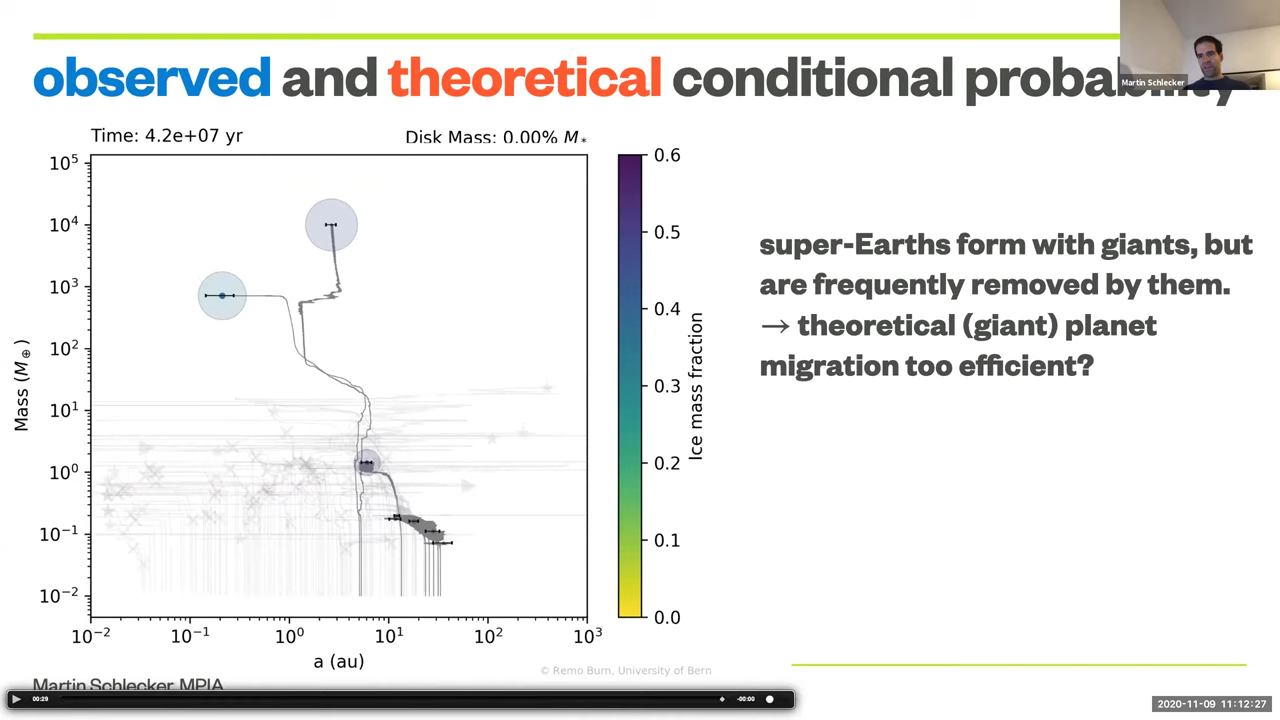 observed and theoretical conditional probability
Martin Schlecker
Time: 4.2e+07 yr
Disk Mass: 0.00% M*
10⁵
10⁴
10³
10²
10¹
10⁰
10⁻¹
10⁻²
Mass (M⊕)
10⁻²
10⁻¹
10⁰
10¹
10²
10³
a (au)
0.6
0.5
0.4
0.3
0.2
0.1
0.0
Ice mass fraction
super-Earths form with giants, but
are frequently removed by them.
→ theoretical (giant) planet
migration too efficient?
© Remo Burn, University of Bern
Martin Schlecker, MPIA
00:29
-00:00
2020-11-09 11:12:27